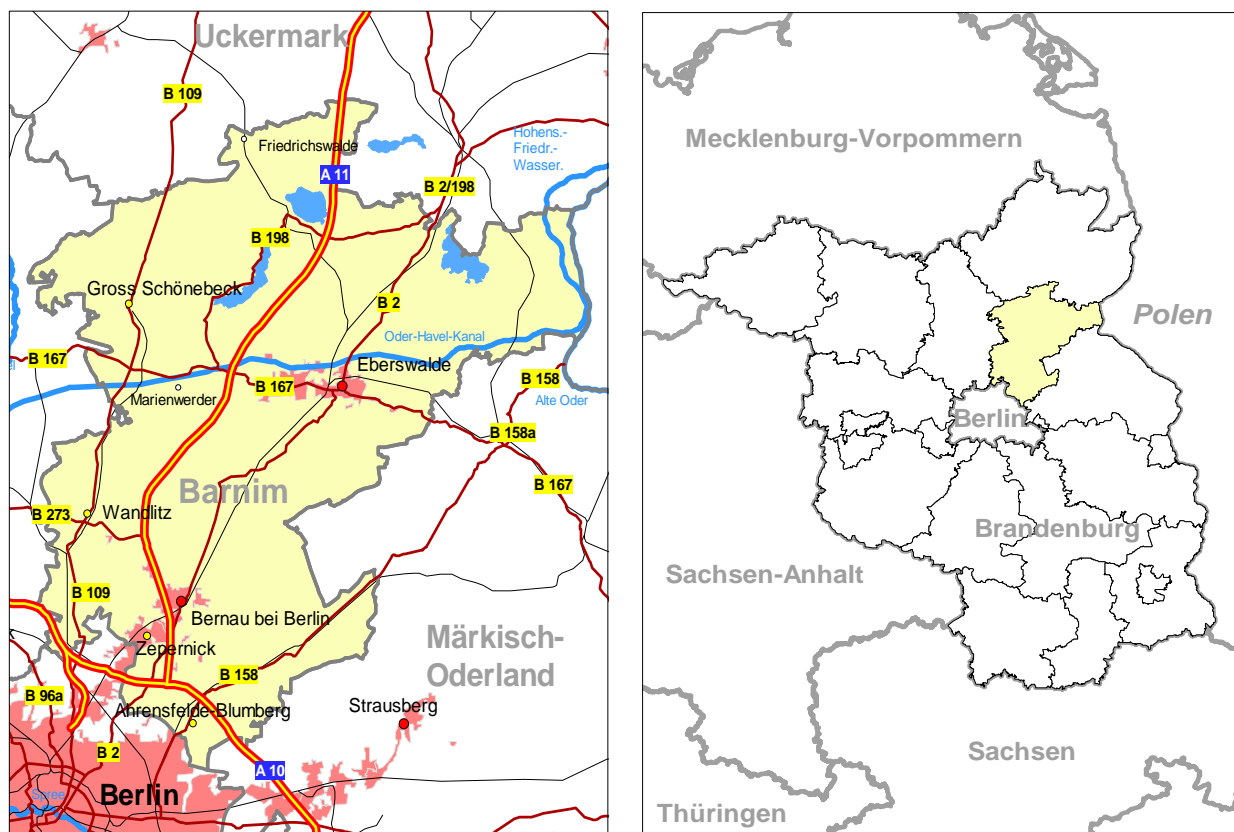 Uckermark
B 109
Friedrichswalde
Hohens.-
Friedr.-
Wasser.
A 11
B 2/198
B 198
Gross Schönebeck
B 2
Oder-Havel-Kanal
B 167
Eberswalde
B 167
B 158
Marienwerder
Alte Oder
B 158a
B 167
Barnim
Wandlitz
B 273
B 109
Bernau bei Berlin
Zepernick
Märkisch-
Oderland
B 158
B 96a
Ahrensfelde-Blumberg
Strausberg
B 2
A 10
Spree
Berlin
Mecklenburg-Vorpommern
Polen
Berlin
Brandenburg
Sachsen-Anhalt
Sachsen
Thüringen